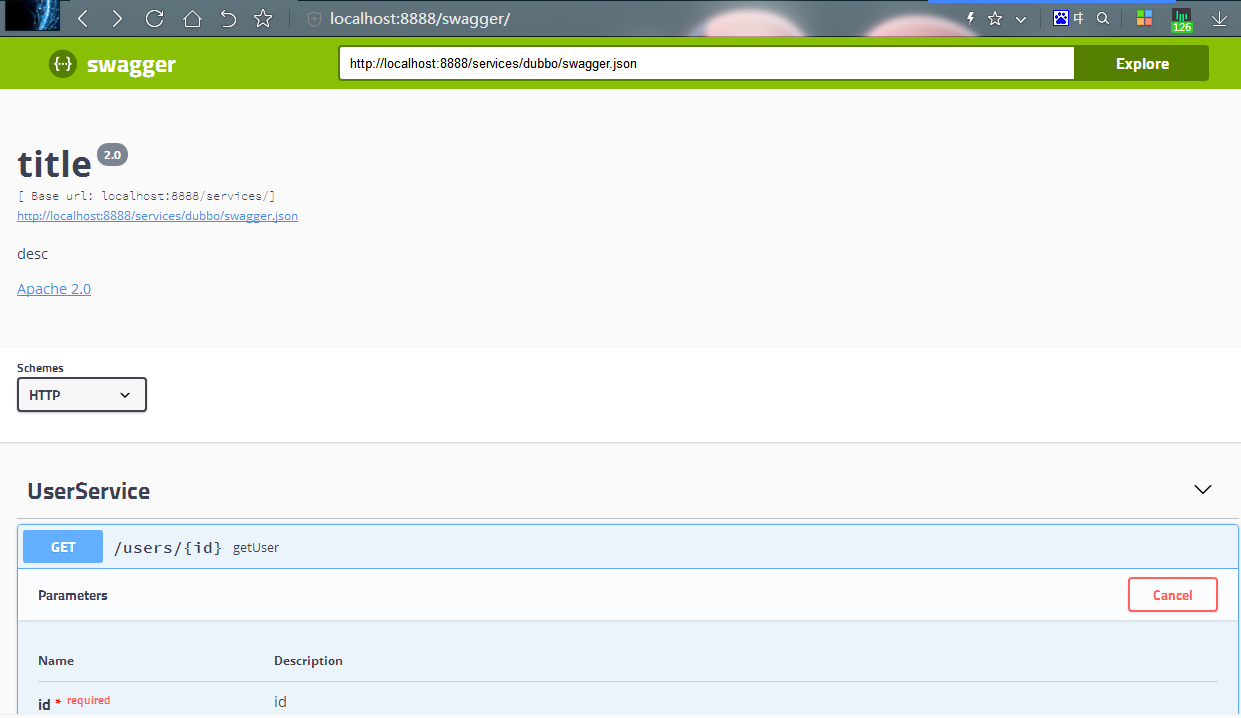 localhost:8888/swagger/
126
{...} swagger
http://localhost:8888/services/dubbo/swagger.json
Explore
title 2.0
[ Base url: localhost:8888/services/]
http://localhost:8888/services/dubbo/swagger.json
desc
Apache 2.0
Schemes
HTTP
UserService
GET /users/{id} getUser
Parameters
Cancel
Name Description
id * required id